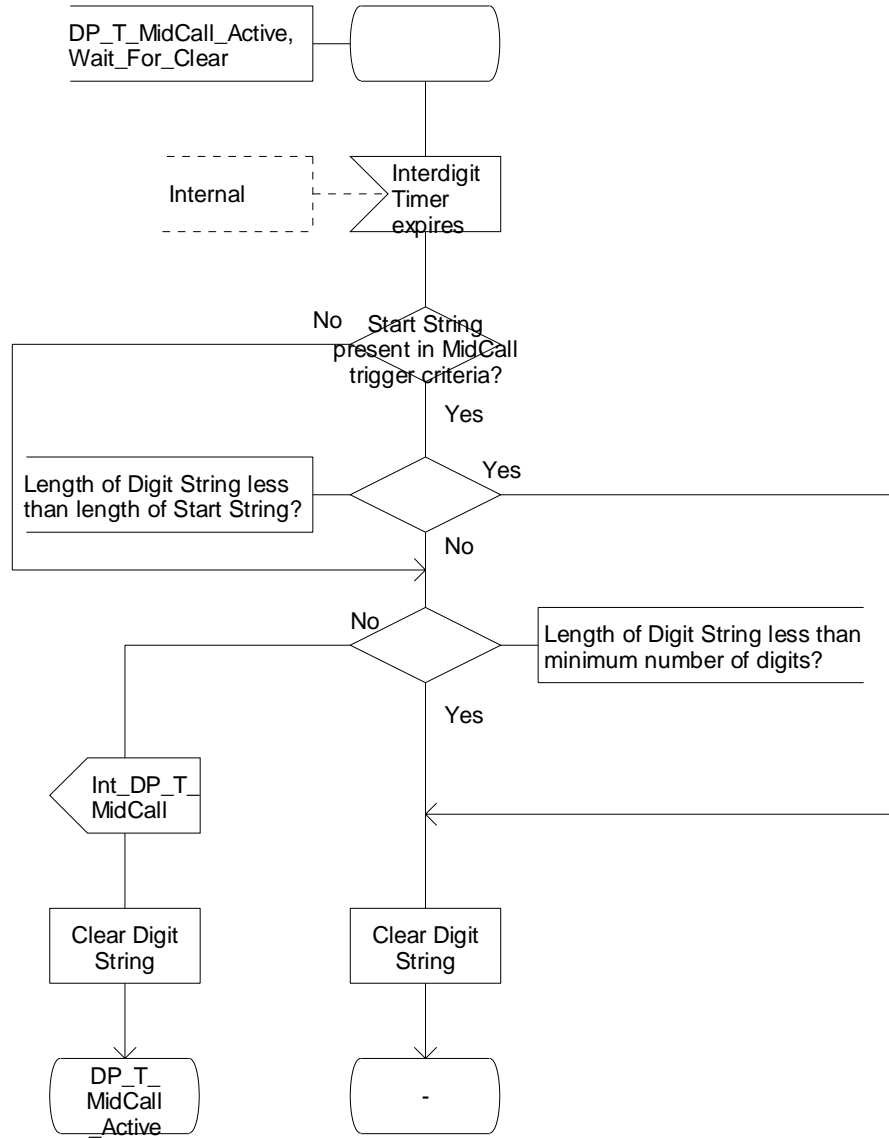 DP_T_MidCall_Active,
Wait_For_Clear
Internal
Interdigit
Timer
expires
No
Start String
present in MidCall
trigger criteria?
Yes
Length of Digit String less
than length of Start String?
Yes
No
No
Length of Digit String less than
minimum number of digits?
Yes
Int_DP_T_
MidCall
Clear Digit
String
Clear Digit
String
DP_T_
MidCall
_Active
-